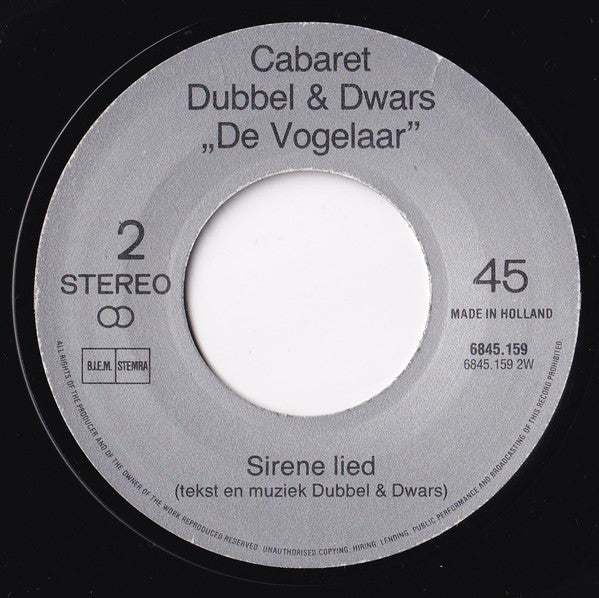 Cabaret
Dubbel & Dwars
„De Vogelaar”
2
STEREO
45
MADE IN HOLLAND
6845.159
6845.159 2W
B.I.E.M. STEMRA
Sirene lied
(tekst en muziek Dubbel & Dwars)
ALL RIGHTS OF THE PRODUCER AND OF THE OWNER OF THE WORK REPRODUCED RESERVED. UNAUTHORISED COPYING, HIRING, LENDING, PUBLIC PERFORMANCE AND BROADCASTING OF THIS RECORD PROHIBITED